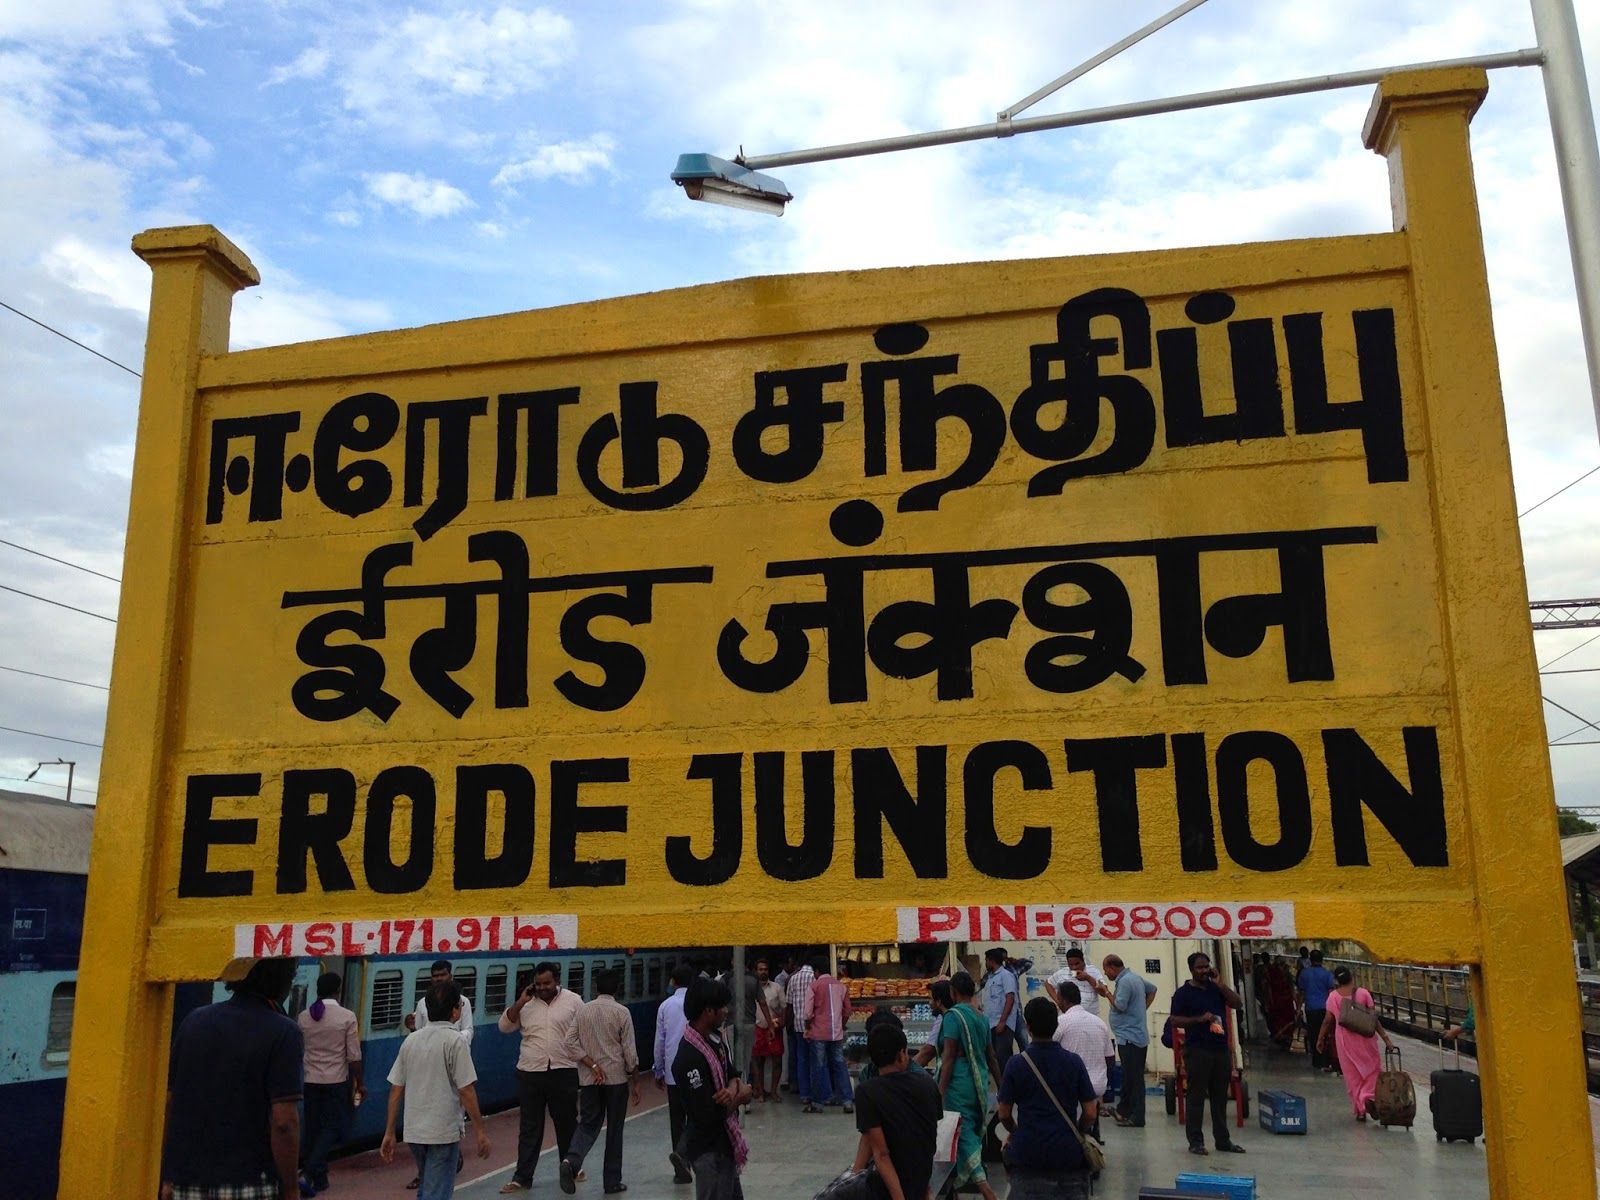 ஈரோடு சந்திப்பு
ईरोड जंक्शन
ERODE JUNCTION
MSL·171.91m
PIN=638002
S.M.K